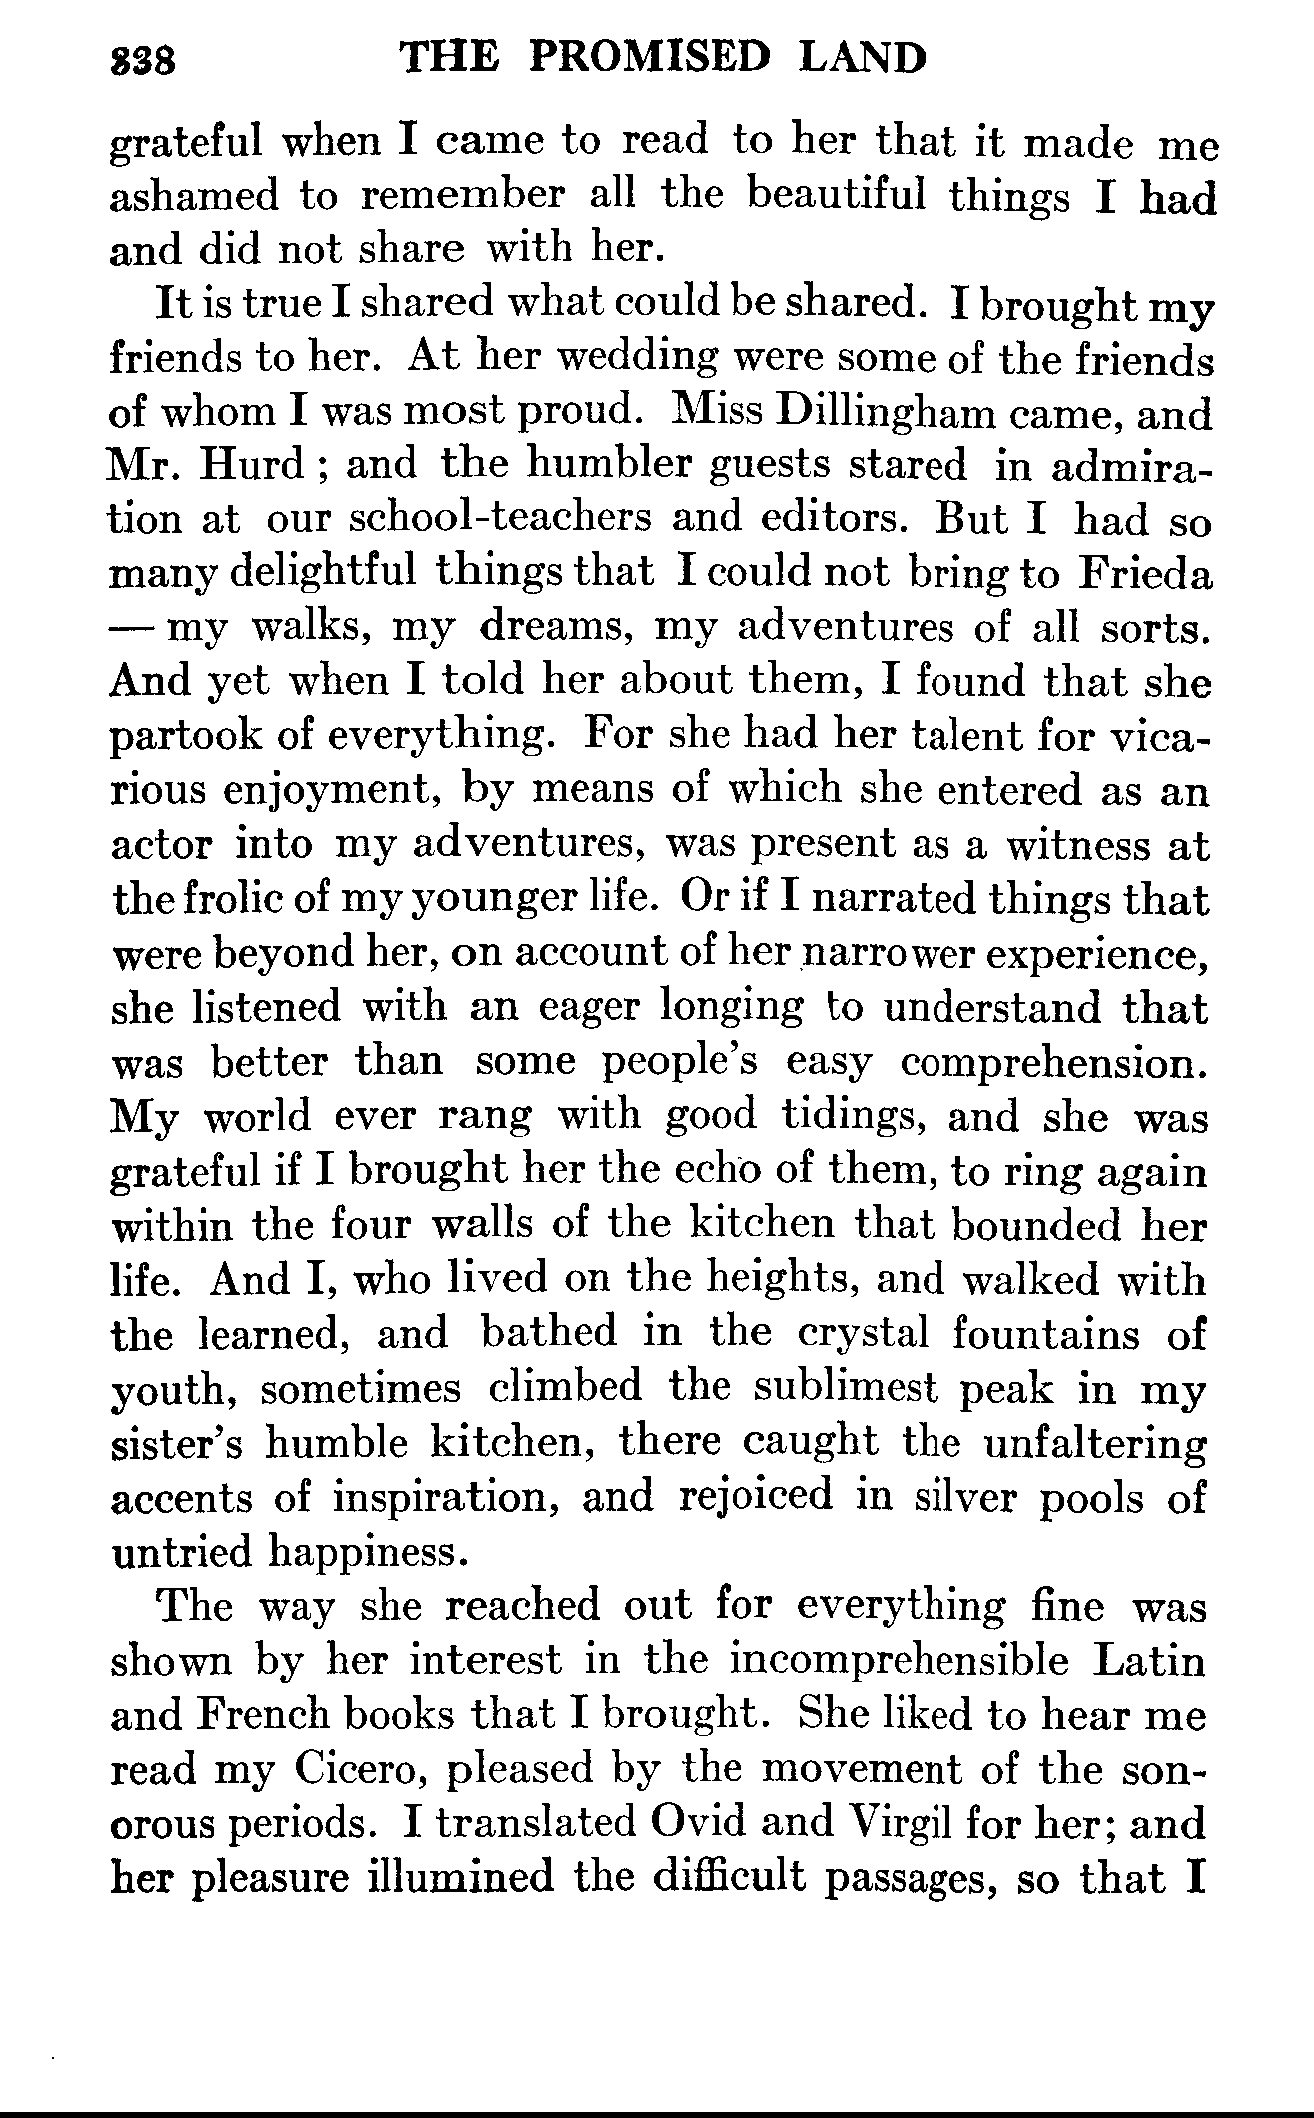 338 THE PROMISED LAND
grateful when I came to read to her that it made me
ashamed to remember all the beautiful things I had
and did not share with her.
It is true I shared what could be shared. I brought my
friends to her. At her wedding were some of the friends
of whom I was most proud. Miss Dillingham came, and
Mr. Hurd ; and the humbler guests stared in admira-
tion at our school-teachers and editors. But I had so
many delightful things that I could not bring to Frieda
— my walks, my dreams, my adventures of all sorts.
And yet when I told her about them, I found that she
partook of everything. For she had her talent for vica-
rious enjoyment, by means of which she entered as an
actor into my adventures, was present as a witness at
the frolic of my younger life. Or if I narrated things that
were beyond her, on account of her narrower experience,
she listened with an eager longing to understand that
was better than some people's easy comprehension.
My world ever rang with good tidings, and she was
grateful if I brought her the echo of them, to ring again
within the four walls of the kitchen that bounded her
life. And I, who lived on the heights, and walked with
the learned, and bathed in the crystal fountains of
youth, sometimes climbed the sublimest peak in my
sister's humble kitchen, there caught the unfaltering
accents of inspiration, and rejoiced in silver pools of
untried happiness.
The way she reached out for everything fine was
shown by her interest in the incomprehensible Latin
and French books that I brought. She liked to hear me
read my Cicero, pleased by the movement of the son-
orous periods. I translated Ovid and Virgil for her; and
her pleasure illumined the difficult passages, so that I